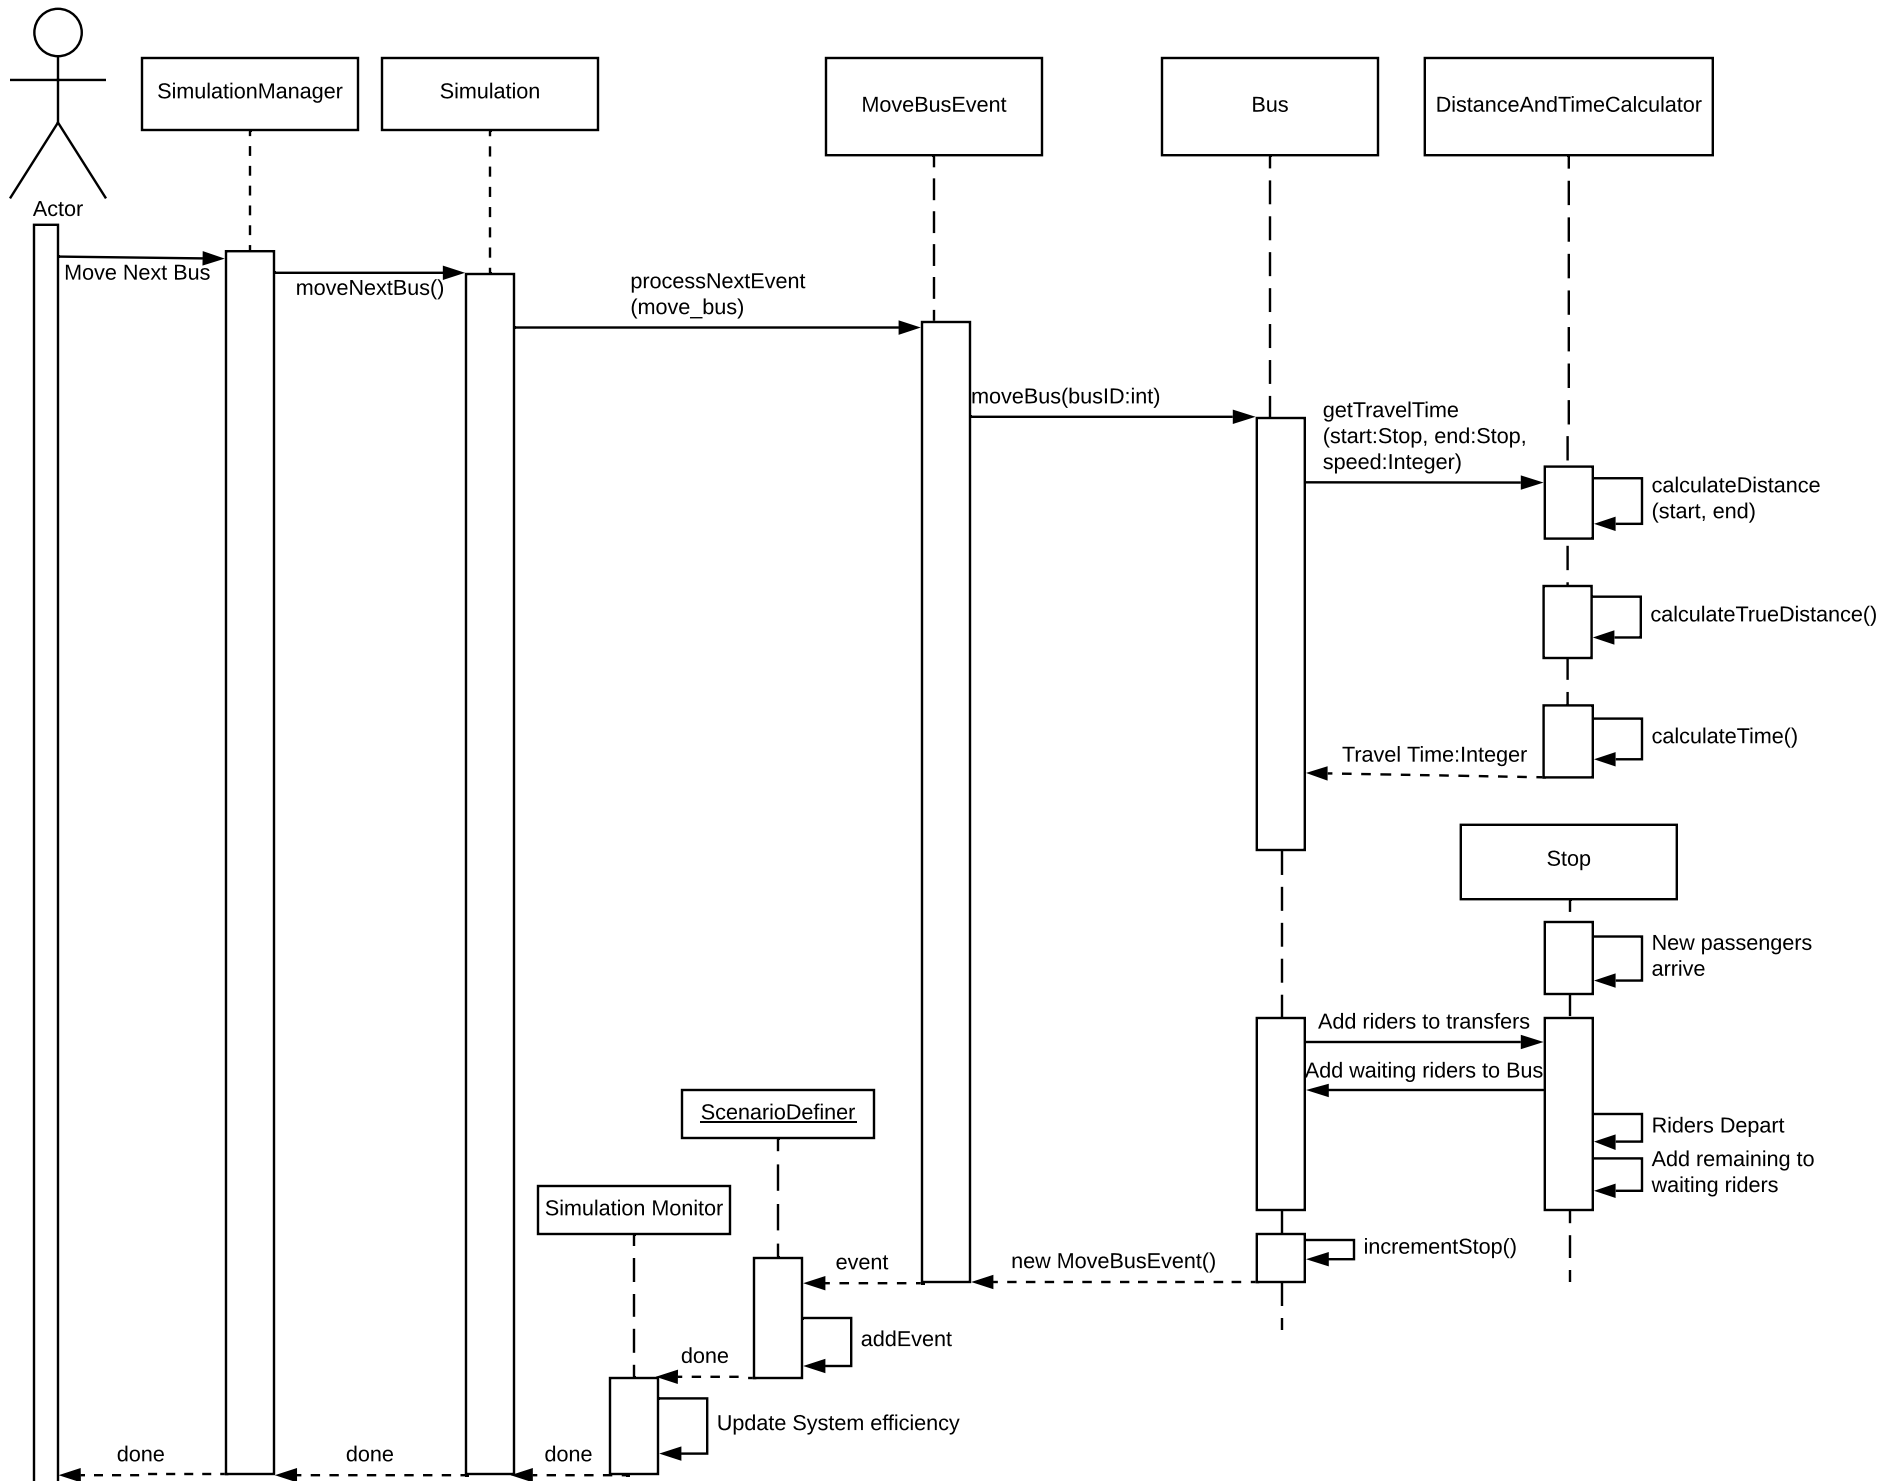 SimulationManager
Simulation
MoveBusEvent
Bus
DistanceAndTimeCalculator
Actor
Move Next Bus
moveNextBus()
processNextEvent
(move_bus)
moveBus(busID:int)
getTravelTime
(start:Stop, end:Stop,
speed:Integer)
calculateDistance
(start, end)
calculateTrueDistance()
calculateTime()
Travel Time:Integer
Stop
New passengers
arrive
Add riders to transfers
Add waiting riders to Bus
ScenarioDefiner
Riders Depart
Add remaining to
waiting riders
Simulation Monitor
incrementStop()
new MoveBusEvent()
event
addEvent
done
Update System efficiency
done
done
done